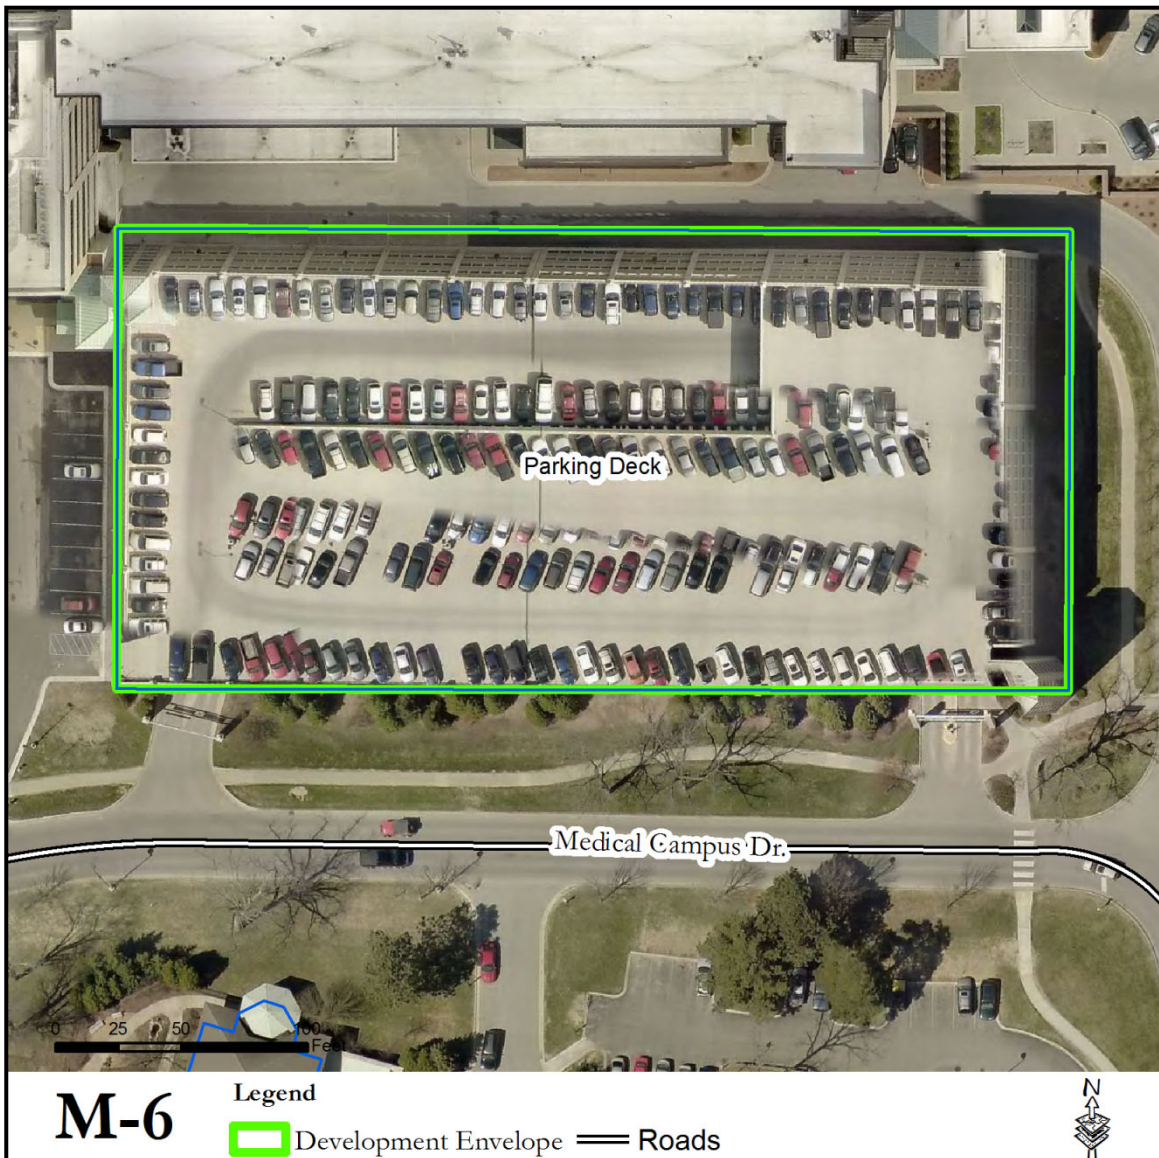 Parking Deck
Medical Campus Dr.
0 25 50 100
Feet
M-6
Legend
Development Envelope
Roads
N